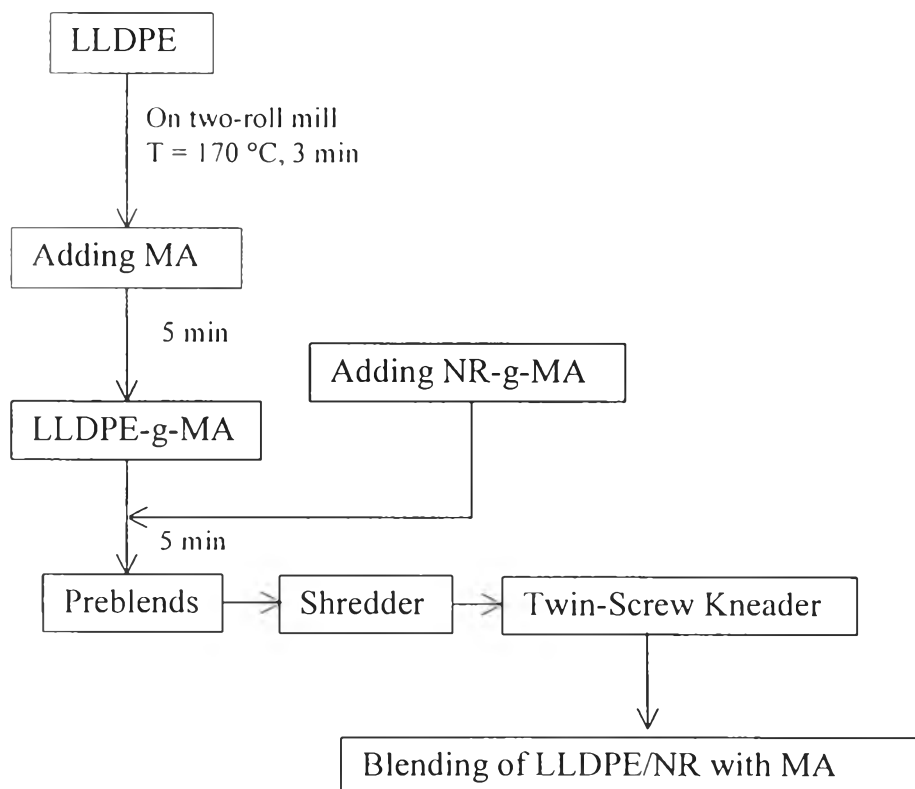 LLDPE
On two-roll mill
T = 170 °C, 3 min
Adding MA
5 min
Adding NR-g-MA
LLDPE-g-MA
5 min
Preblends
Shredder
Twin-Screw Kneader
Blending of LLDPE/NR with MA